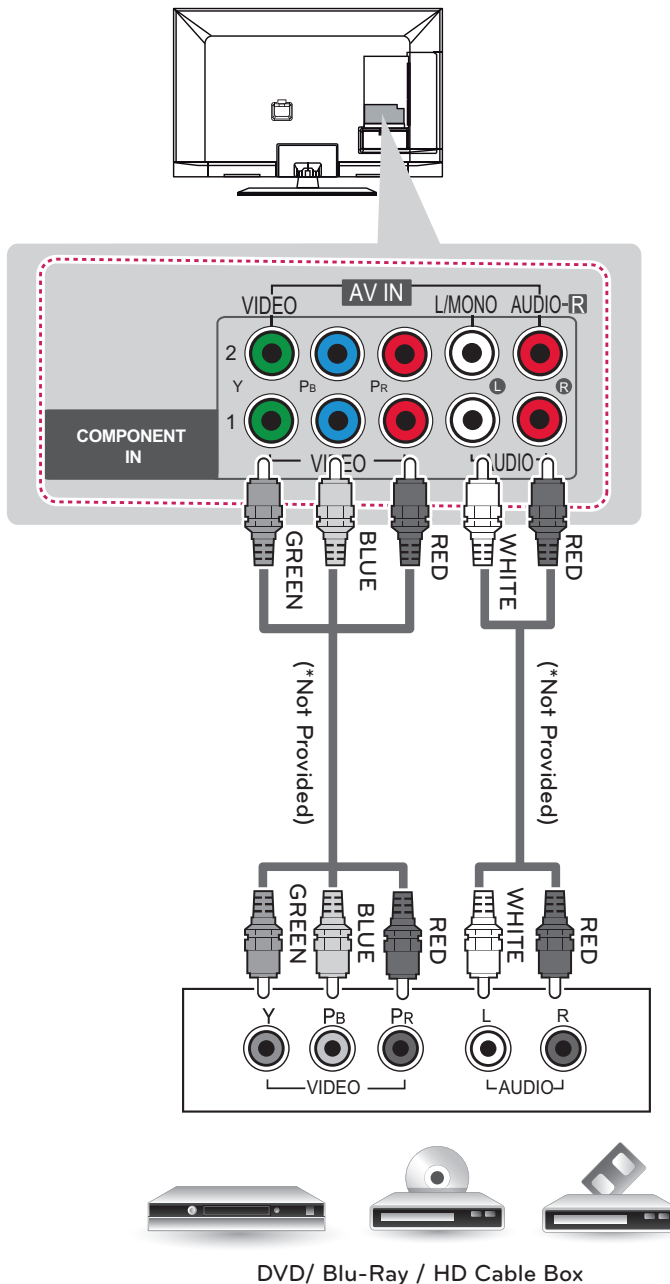 AV IN
VIDEO L/MONO AUDIO-R
2
Y PB PR L R
1
COMPONENT
IN
VIDEO AUDIO
GREEN BLUE RED WHITE RED
(*Not Provided) (*Not Provided)
GREEN BLUE RED WHITE RED
Y PB PR L R
VIDEO AUDIO
DVD/ Blu-Ray / HD Cable Box